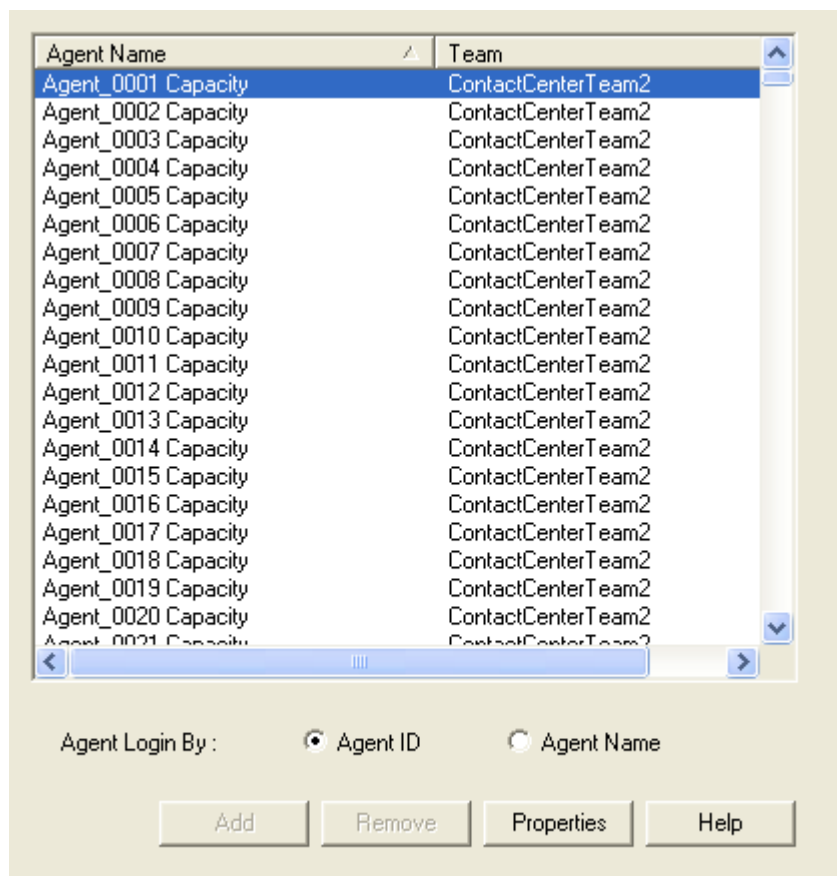 Agent Name Team
Agent_0001 Capacity ContactCenterTeam2
Agent_0002 Capacity ContactCenterTeam2
Agent_0003 Capacity ContactCenterTeam2
Agent_0004 Capacity ContactCenterTeam2
Agent_0005 Capacity ContactCenterTeam2
Agent_0006 Capacity ContactCenterTeam2
Agent_0007 Capacity ContactCenterTeam2
Agent_0008 Capacity ContactCenterTeam2
Agent_0009 Capacity ContactCenterTeam2
Agent_0010 Capacity ContactCenterTeam2
Agent_0011 Capacity ContactCenterTeam2
Agent_0012 Capacity ContactCenterTeam2
Agent_0013 Capacity ContactCenterTeam2
Agent_0014 Capacity ContactCenterTeam2
Agent_0015 Capacity ContactCenterTeam2
Agent_0016 Capacity ContactCenterTeam2
Agent_0017 Capacity ContactCenterTeam2
Agent_0018 Capacity ContactCenterTeam2
Agent_0019 Capacity ContactCenterTeam2
Agent_0020 Capacity ContactCenterTeam2
Agent_0021 Capacity ContactCenterTeam2
Agent Login By : Agent ID Agent Name
Add Remove Properties Help